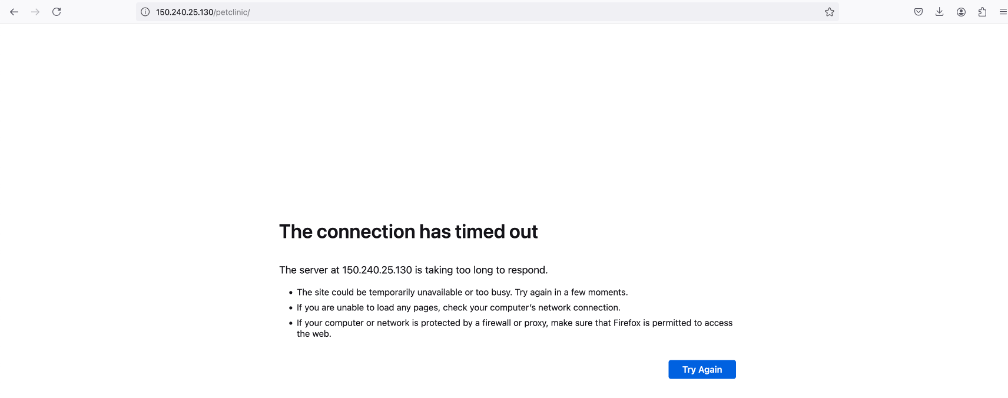 150.240.25.130/petclinic/
The connection has timed out
The server at 150.240.25.130 is taking too long to respond.
• The site could be temporarily unavailable or too busy. Try again in a few moments.
• If you are unable to load any pages, check your computer's network connection.
• If your computer or network is protected by a firewall or proxy, make sure that Firefox is permitted to access
the web.
Try Again